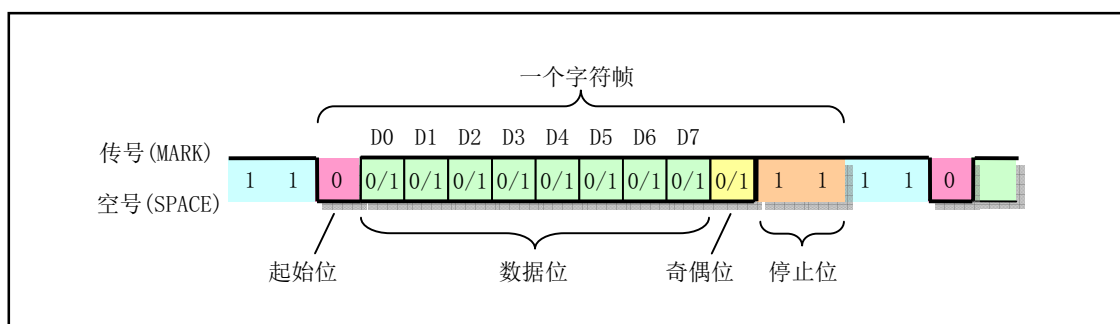 一个字符帧
D0 D1 D2 D3 D4 D5 D6 D7
传号(MARK)
1 1 0 0/1 0/1 0/1 0/1 0/1 0/1 0/1 0/1 0/1 1 1 1 1 0
空号(SPACE)
起始位 数据位 奇偶位 停止位